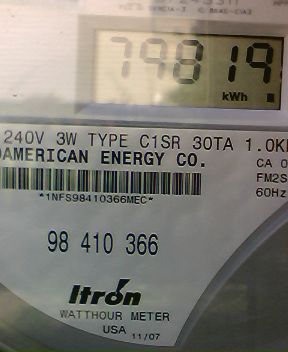 79819
kWh
240V 3W TYPE C1SR 30TA 1.0K
AMERICAN ENERGY CO.
CA 0
FM2S
60Hz
*1NFS98410366MEC*
98 410 366
Itron
WATTHOUR METER
USA 11/07